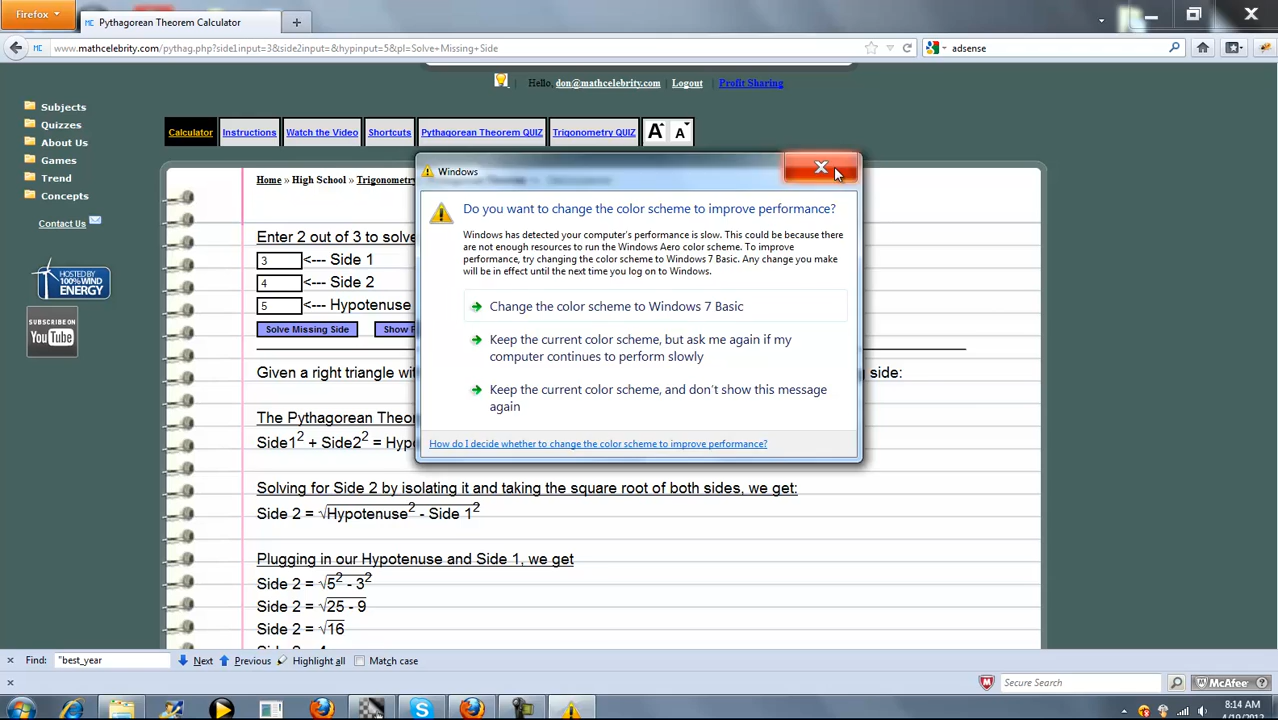 Firefox
Pythagorean Theorem Calculator
www.mathcelebrity.com/pythag.php?side1input=3&side2input=&hypinput=5&pl=Solve+Missing+Side
adsense
Hello, don@mathcelebrity.com | Logout | Profit Sharing
Subjects
Quizzes
About Us
Games
Trend
Concepts
Contact Us
HOSTED BY
100% WIND
ENERGY
SUBSCRIBE ON
YouTube
Calculator
Instructions
Watch the Video
Shortcuts
Pythagorean Theorem QUIZ
Trigonometry QUIZ
A A
Home » High School » Trigonometry
Enter 2 out of 3 to solve
3 <--- Side 1
4 <--- Side 2
5 <--- Hypotenuse
Solve Missing Side
Show
Given a right triangle
side:
The Pythagorean
Side1² + Side2² =
Solving for Side 2 by isolating it and taking the square root of both sides, we get:
Side 2 = √Hypotenuse² - Side 1²
Plugging in our Hypotenuse and Side 1, we get
Side 2 = √5² - 3²
Side 2 = √25 - 9
Side 2 = √16
Windows
Do you want to change the color scheme to improve performance?
Windows has detected your computer's performance is slow. This could be because
there are not enough resources to run the Windows Aero color scheme. To improve
performance, try changing the color scheme to Windows 7 Basic. Any change you make
will be in effect until the next time you log on to Windows.
Change the color scheme to Windows 7 Basic
Keep the current color scheme, but ask me again if my
computer continues to perform slowly
Keep the current color scheme, and don't show this message
again
How do I decide whether to change the color scheme to improve performance?
Find: "best_year
Next
Previous
Highlight all
Match case
Secure Search
McAfee
8:14 AM